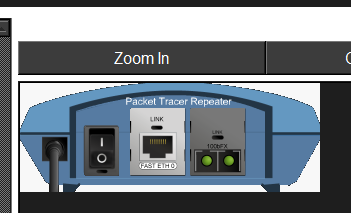 Zoom In
Packet Tracer Repeater
LINK
LINK
100bFX
FAST ETH 0